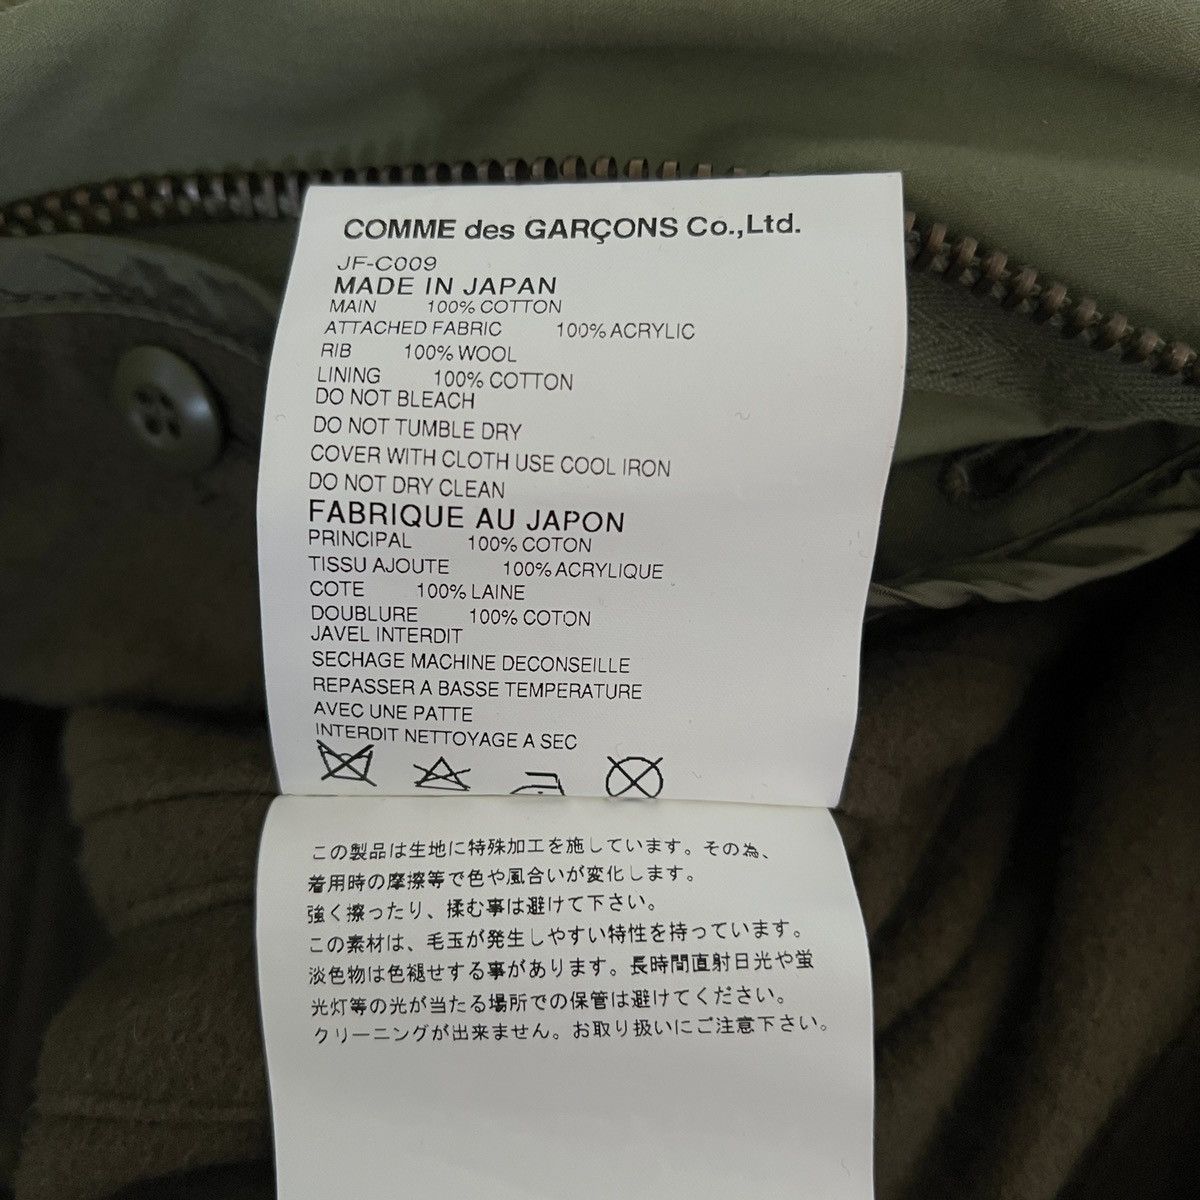 COMME des GARÇONS Co.,Ltd.
JF-C009
MADE IN JAPAN
MAIN 100% COTTON
ATTACHED FABRIC 100% ACRYLIC
RIB 100% WOOL
LINING 100% COTTON
DO NOT BLEACH
DO NOT TUMBLE DRY
COVER WITH CLOTH USE COOL IRON
DO NOT DRY CLEAN
FABRIQUE AU JAPON
PRINCIPAL 100% COTON
TISSU AJOUTE 100% ACRYLIQUE
COTE 100% LAINE
DOUBLURE 100% COTON
JAVEL INTERDIT
SECHAGE MACHINE DECONSEILLE
REPASSER A BASSE TEMPERATURE
AVEC UNE PATTE
INTERDIT NETTOYAGE A SEC
この製品は生地に特殊加工を施しています。その為、
着用時の摩擦等で色や風合いが変化します。
強く擦ったり、揉む事は避けて下さい。
この素材は、毛玉が発生しやすい特性を持っています。
淡色物は色褪せする事があります。長時間直射日光や蛍
光灯等の光が当たる場所での保管は避けてください。
クリーニングが出来ません。お取り扱いにご注意下さい。